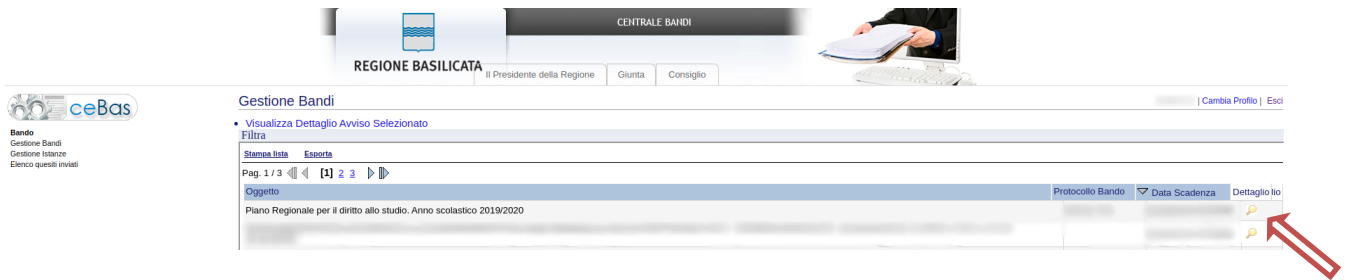 CENTRALE BANDI
REGIONE BASILICATA
Il Presidente della Regione Giunta Consiglio
ceBas
Gestione Bandi
| Cambia Profilo | Esci
Visualizza Dettaglio Avviso Selezionato
Bando
Gestione Bandi
Gestione Istanze
Elenco quesiti inviati
Filtra
Stampa lista Esporta
Pag. 1 / 3 [1] 2 3
Oggetto Protocollo Bando Data Scadenza Dettaglio lio
Piano Regionale per il diritto allo studio. Anno scolastico 2019/2020